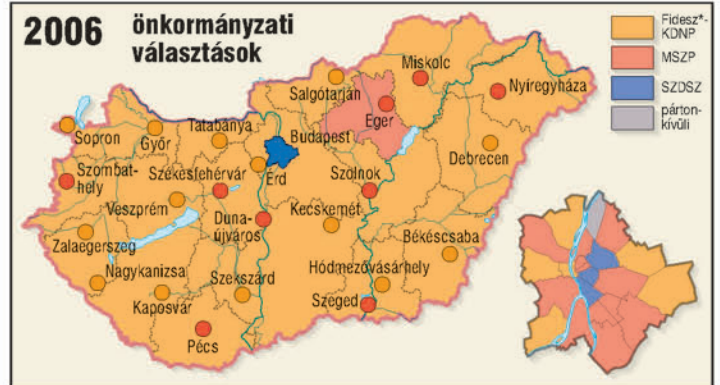 2006 önkormányzati
választások
Fidesz*-
KDNP
MSZP
SZDSZ
párton-
kívüli
Miskolc
Salgótarján
Nyíregyháza
Eger
Sopron
Győr
Tatabánya
Budapest
Debrecen
Szombat-
hely
Székesfehérvár
Érd
Szolnok
Veszprém
Duna-
újváros
Kecskemét
Zalaegerszeg
Békéscsaba
Nagykanizsa
Szekszárd
Hódmezővásárhely
Kaposvár
Szeged
Pécs